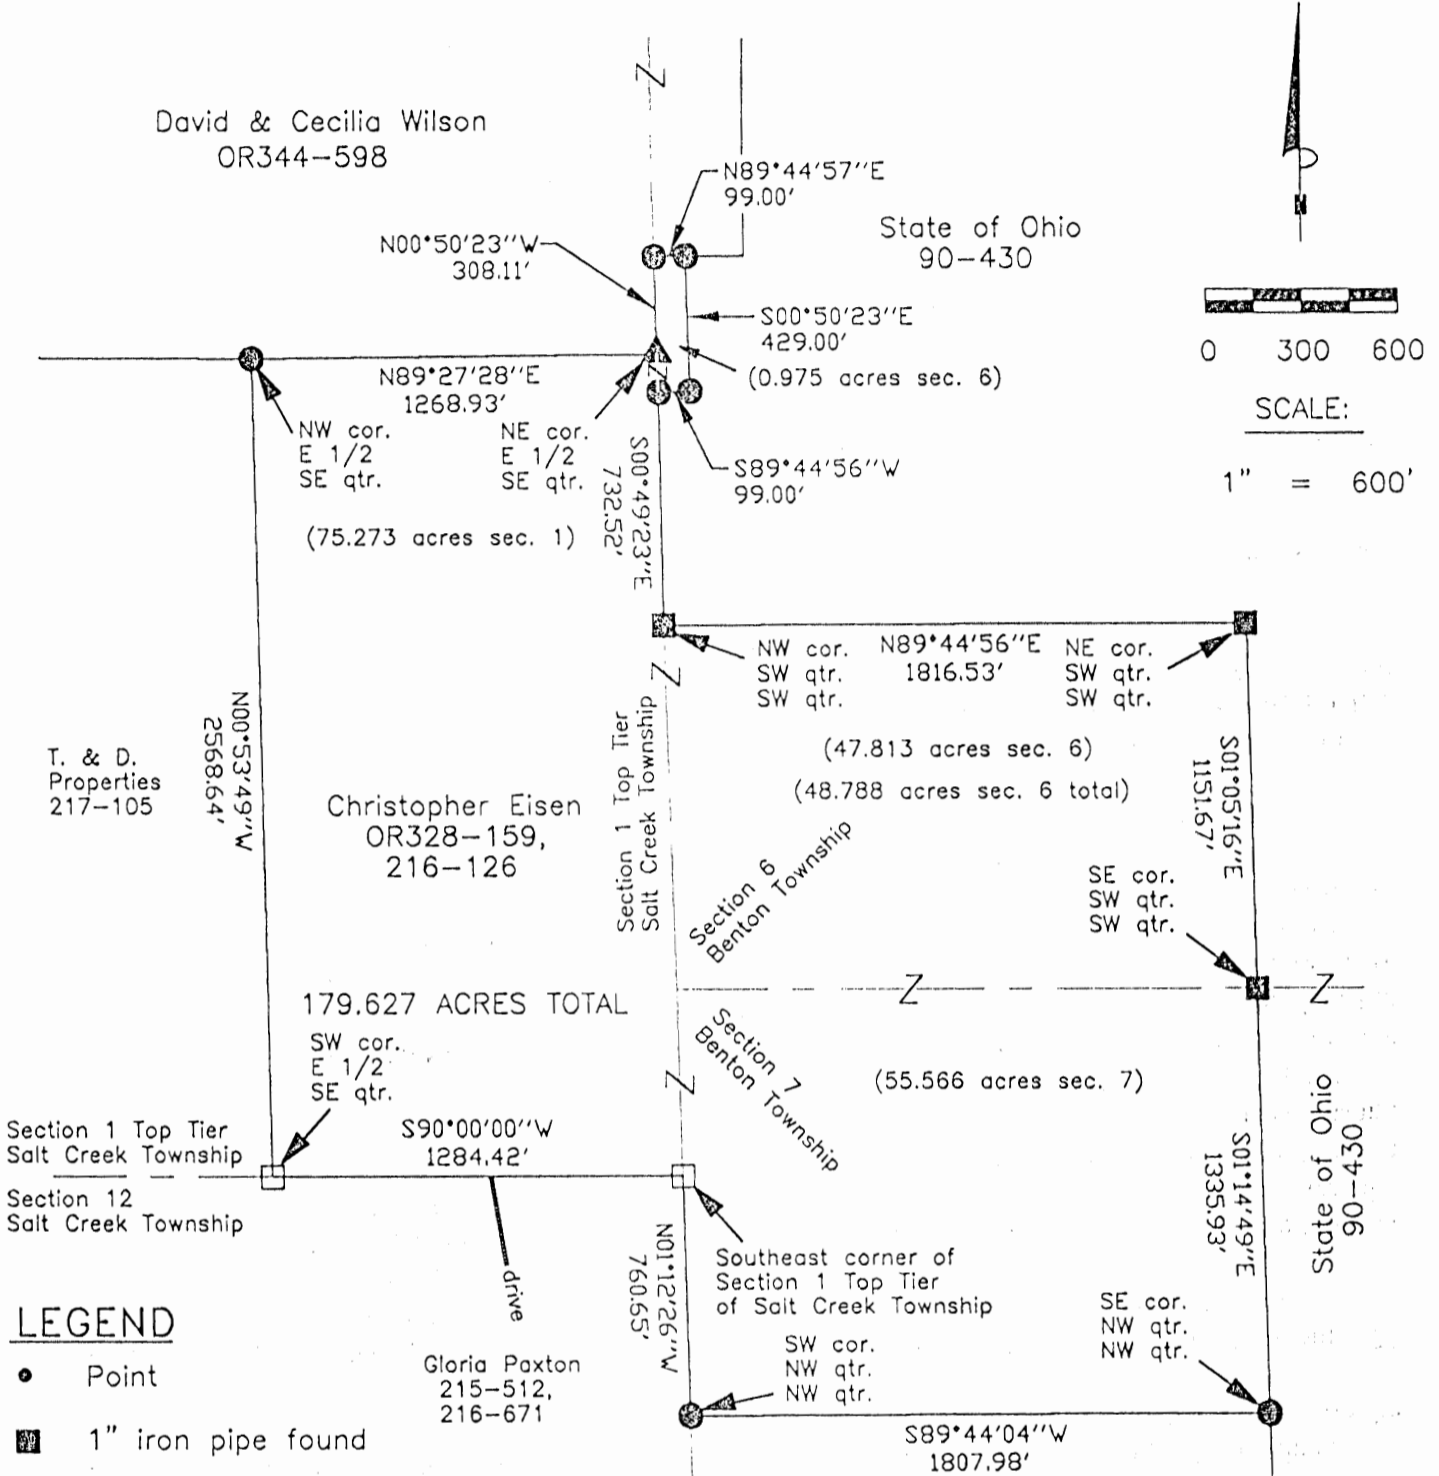 David & Cecilia Wilson
OR344-598
N89°44'57"E
99.00'
State of Ohio
90-430
N00°50'23"W
308.11'
S00°50'23"E
429.00'
(0.975 acres sec. 6)
0 300 600
SCALE:
1" = 600'
N89°27'28"E
1268.93'
NW cor.
E 1/2
SE qtr.
NE cor.
E 1/2
SE qtr.
S89°44'56"W
99.00'
S00°49'23"E
732.52'
(75.273 acres sec. 1)
NW cor.
SW qtr.
SW qtr.
N89°44'56"E
1816.53'
NE cor.
SW qtr.
SW qtr.
(47.813 acres sec. 6)
(48.788 acres sec. 6 total)
S01°05'16"E
1151.67'
N00°53'49"W
2568.64'
T. & D.
Properties
217-105
Christopher Eisen
OR328-159,
216-126
Section 1 Top Tier
Salt Creek Township
Section 6
Benton Township
SE cor.
SW qtr.
SW qtr.
179.627 ACRES TOTAL
SW cor.
E 1/2
SE qtr.
Section 7
Benton Township
(55.566 acres sec. 7)
Section 1 Top Tier
Salt Creek Township
Section 12
Salt Creek Township
S90°00'00"W
1284.42'
S01°14'49"E
1335.93'
State of Ohio
90-430
N01°12'26"W
760.65'
Southeast corner of
Section 1 Top Tier
of Salt Creek Township
drive
SW cor.
NW qtr.
NW qtr.
SE cor.
NW qtr.
NW qtr.
Gloria Paxton
215-512,
216-671
S89°44'04"W
1807.98'
LEGEND
Point
1" iron pipe found